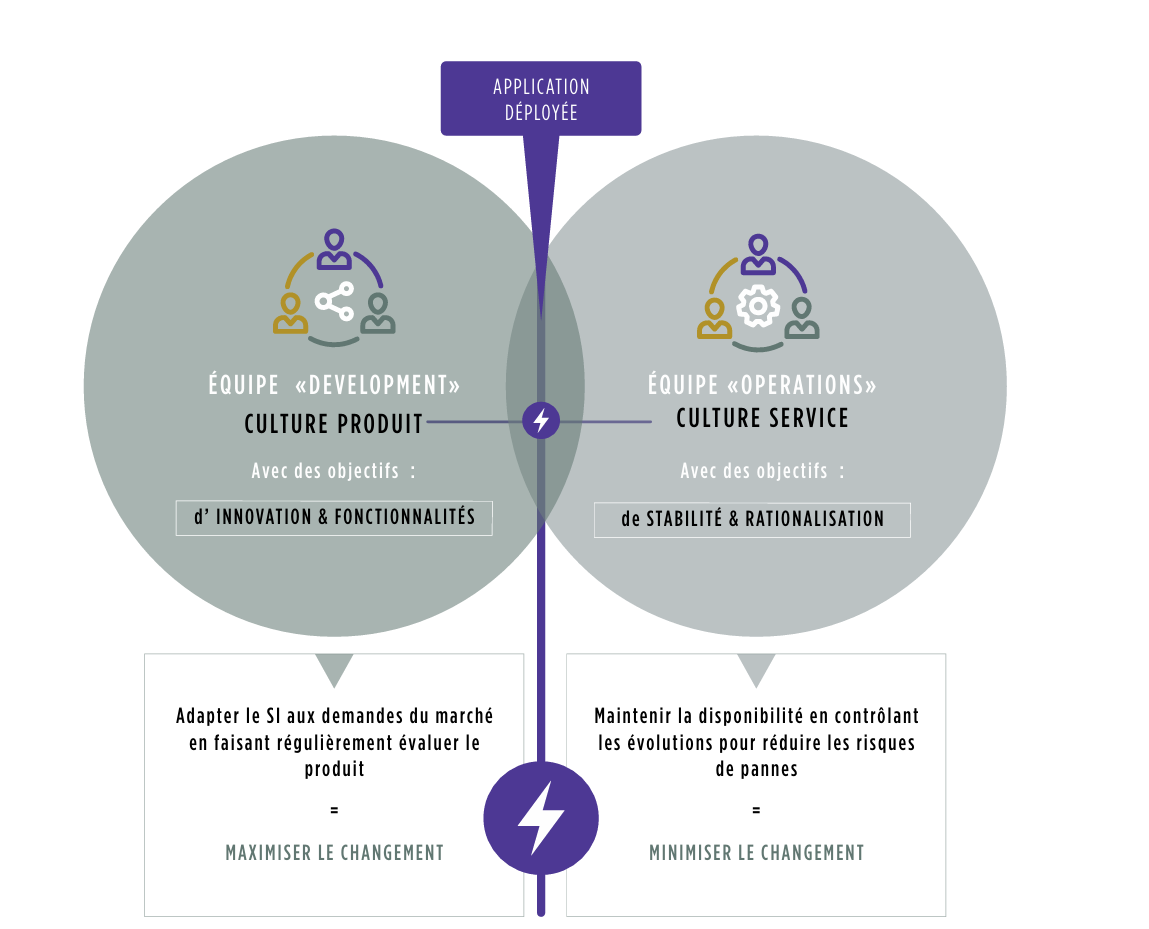 APPLICATION
DÉPLOYÉE
ÉQUIPE «DEVELOPMENT»
CULTURE PRODUIT
Avec des objectifs :
d’ INNOVATION & FONCTIONNALITÉS
ÉQUIPE «OPERATIONS»
CULTURE SERVICE
Avec des objectifs :
de STABILITÉ & RATIONALISATION
Adapter le SI aux demandes du marché
en faisant régulièrement évaluer le
produit
=
MAXIMISER LE CHANGEMENT
Maintenir la disponibilité en contrôlant
les évolutions pour réduire les risques
de pannes
=
MINIMISER LE CHANGEMENT